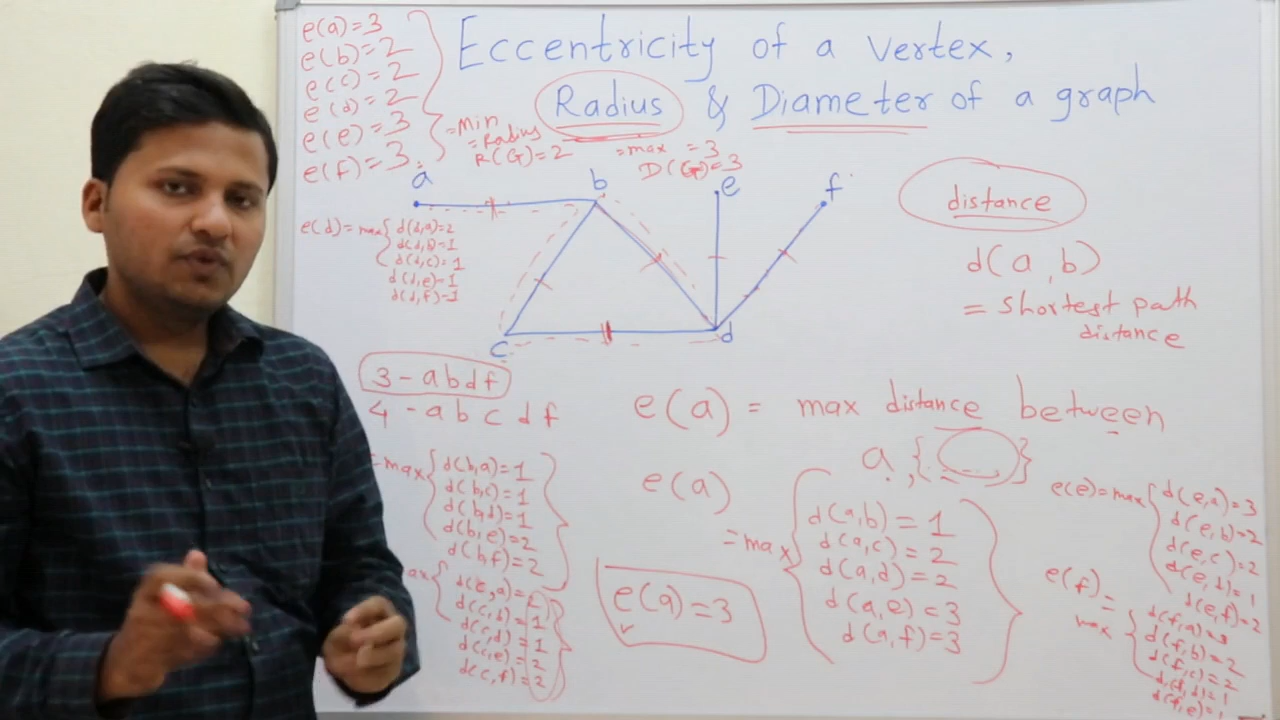 Eccentricity of a vertex,
Radius & Diameter of a graph
e(a)=3
e(b)=2
e(c)=2
e(d)=2
e(e)=3
e(f)=3
=Min
=Radius
R(G)=2
=max =3
D(G)=3
a
b
e
f
c
d
e(d)=max
d(d,a)=2
d(d,b)=1
d(d,c)=1
d(d,e)=1
d(d,f)=1
distance
d(a,b)
= shortest path
distance
3 - abdf
4 - abcdf
e(a) = max distance between
a, { }
=max
d(b,a)=1
d(b,c)=1
d(b,d)=1
d(b,e)=2
d(b,f)=2
d(c,d)=1
d(c,e)=2
d(c,f)=2
e(a)
=max
d(a,b)=1
d(a,c)=2
d(a,d)=2
d(a,e)=3
d(a,f)=3
e(a)=3
e(e)=max
d(e,a)=3
d(e,b)=2
d(e,c)=2
d(e,d)=1
d(e,f)=2
e(f)
=
max
d(f,a)=3
d(f,b)=2
d(f,c)=2
d(f,d)=1